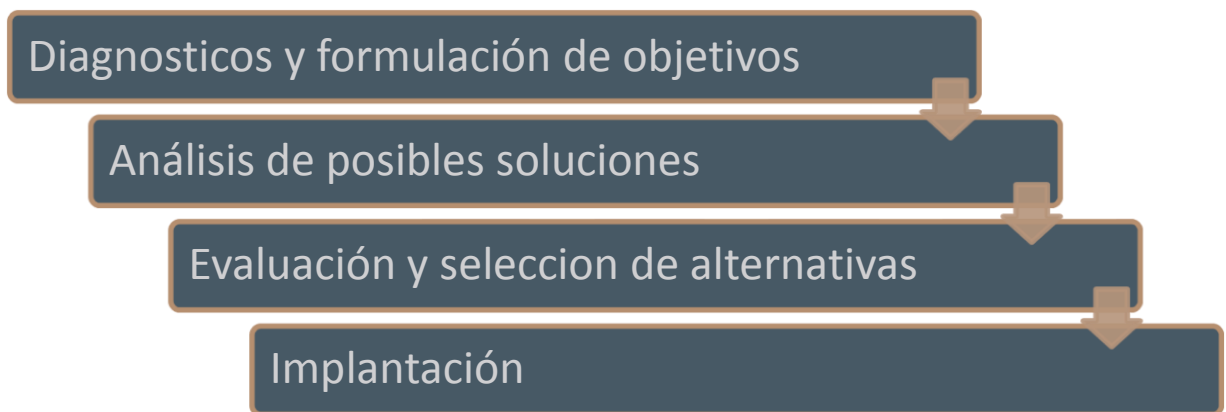 Diagnosticos y formulación de objetivos
Análisis de posibles soluciones
Evaluación y seleccion de alternativas
Implantación